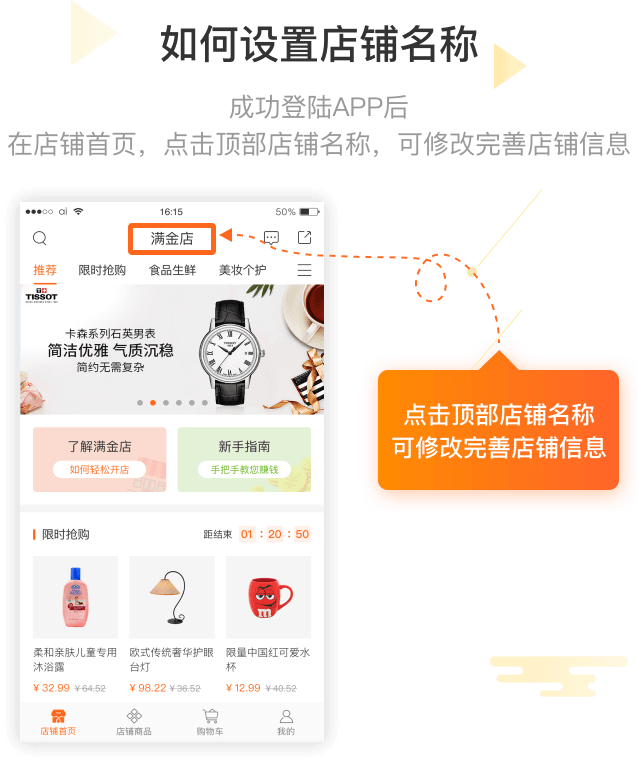 如何设置店铺名称
成功登陆APP后
在店铺首页，点击顶部店铺名称，可修改完善店铺信息
ai 16:15 50%
满金店
推荐 限时抢购 食品生鲜 美妆个护
TISSOT
卡森系列石英男表
简洁优雅 气质沉稳
简约无需复杂
点击顶部店铺名称
可修改完善店铺信息
了解满金店 新手指南
如何轻松开店 手把手教您赚钱
限时抢购 距结束 01 : 20 : 50
柔和亲肤儿童专用沐浴露
欧式传统奢华护眼台灯
限量中国红可爱水杯
¥ 32.99 ¥ 64.52 ¥ 98.22 ¥ 36.52 ¥ 12.99 ¥ 40.52
店铺首页 店铺商品 购物车 我的